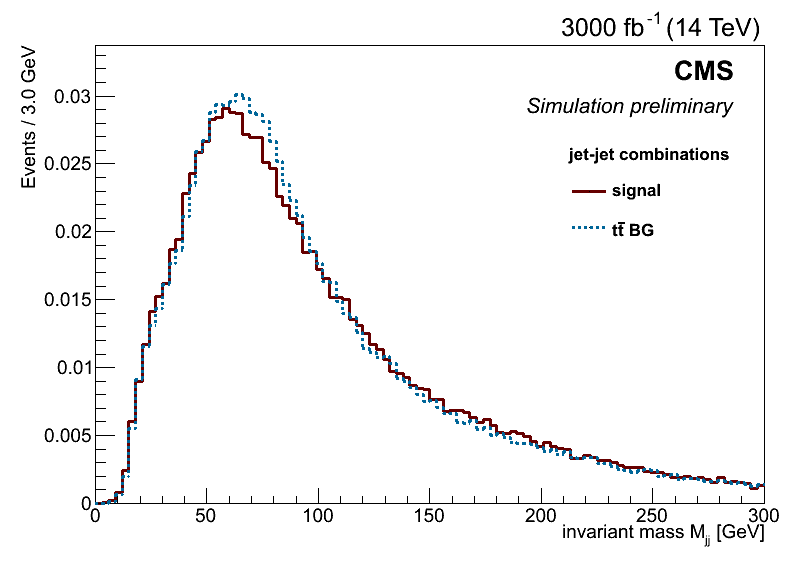 3000 fb⁻¹ (14 TeV)
Events / 3.0 GeV
CMS
Simulation preliminary
jet-jet combinations
signal
tt̄ BG
0.03
0.025
0.02
0.015
0.01
0.005
0
0 50 100 150 200 250 300
invariant mass Mjj [GeV]